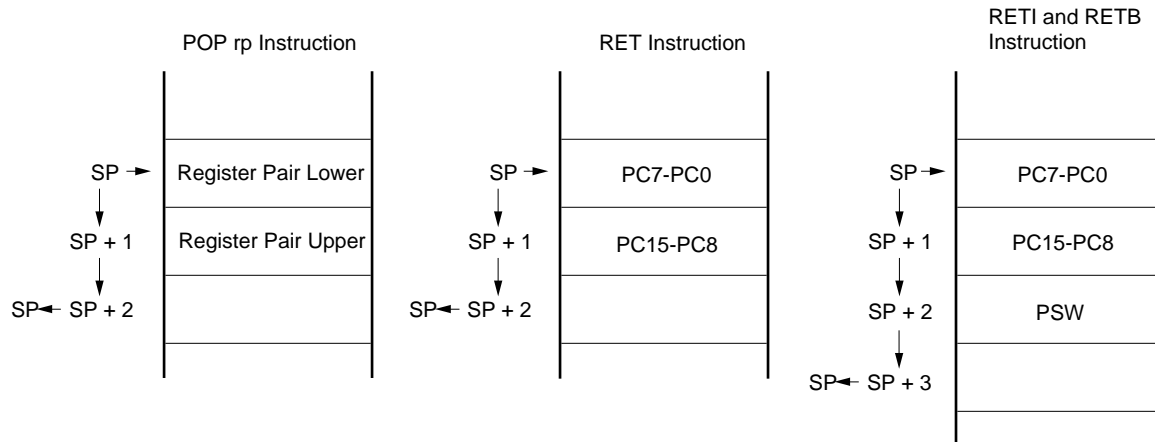 POP rp Instruction
RET Instruction
RETI and RETB
Instruction
SP
Register Pair Lower
SP + 1
Register Pair Upper
SP
SP + 2
SP
PC7-PC0
SP + 1
PC15-PC8
SP
SP + 2
SP
PC7-PC0
SP + 1
PC15-PC8
SP + 2
PSW
SP
SP + 3